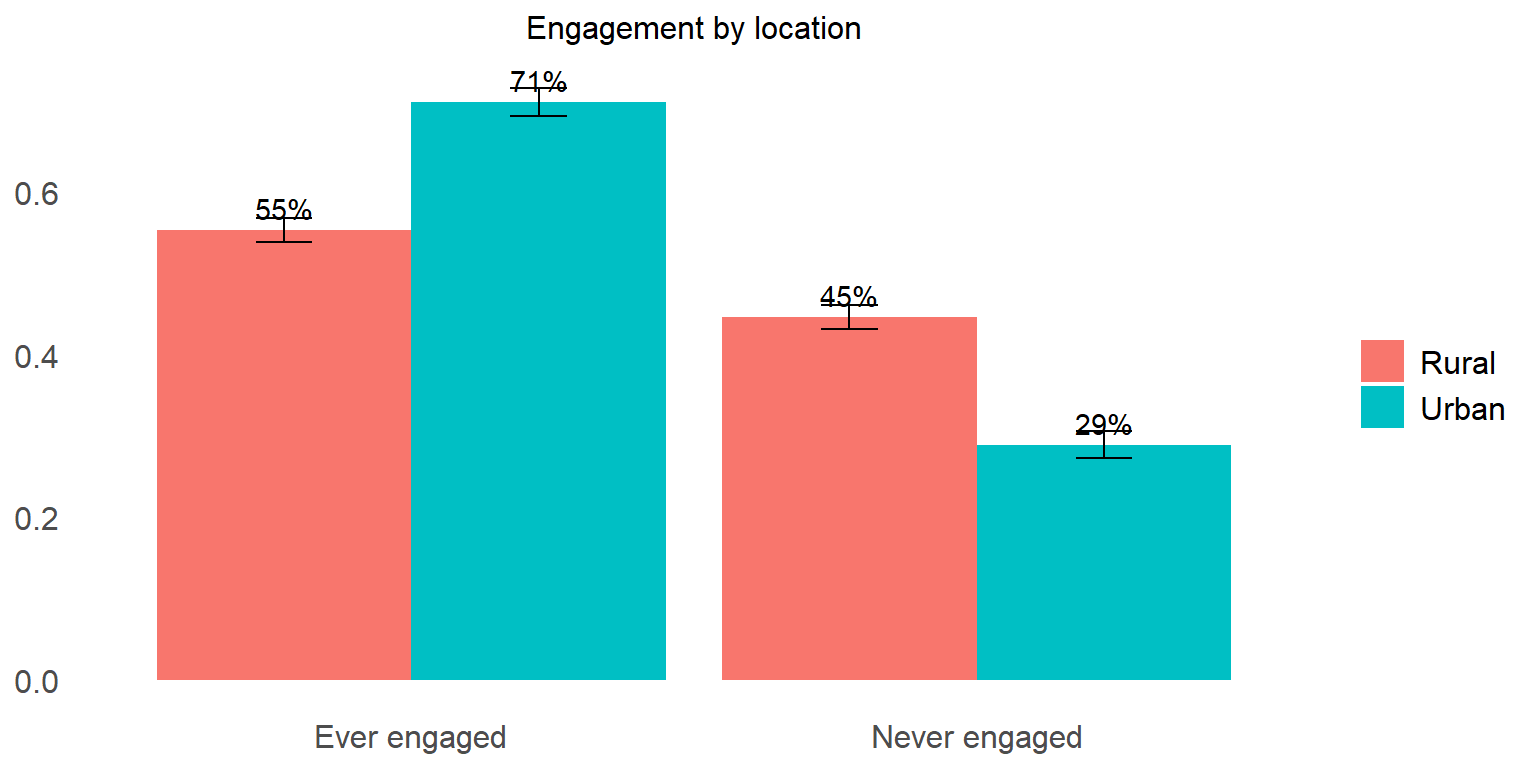 Engagement by location
71%
55%
45%
29%
0.6
0.4
0.2
0.0
Ever engaged
Never engaged
Rural
Urban